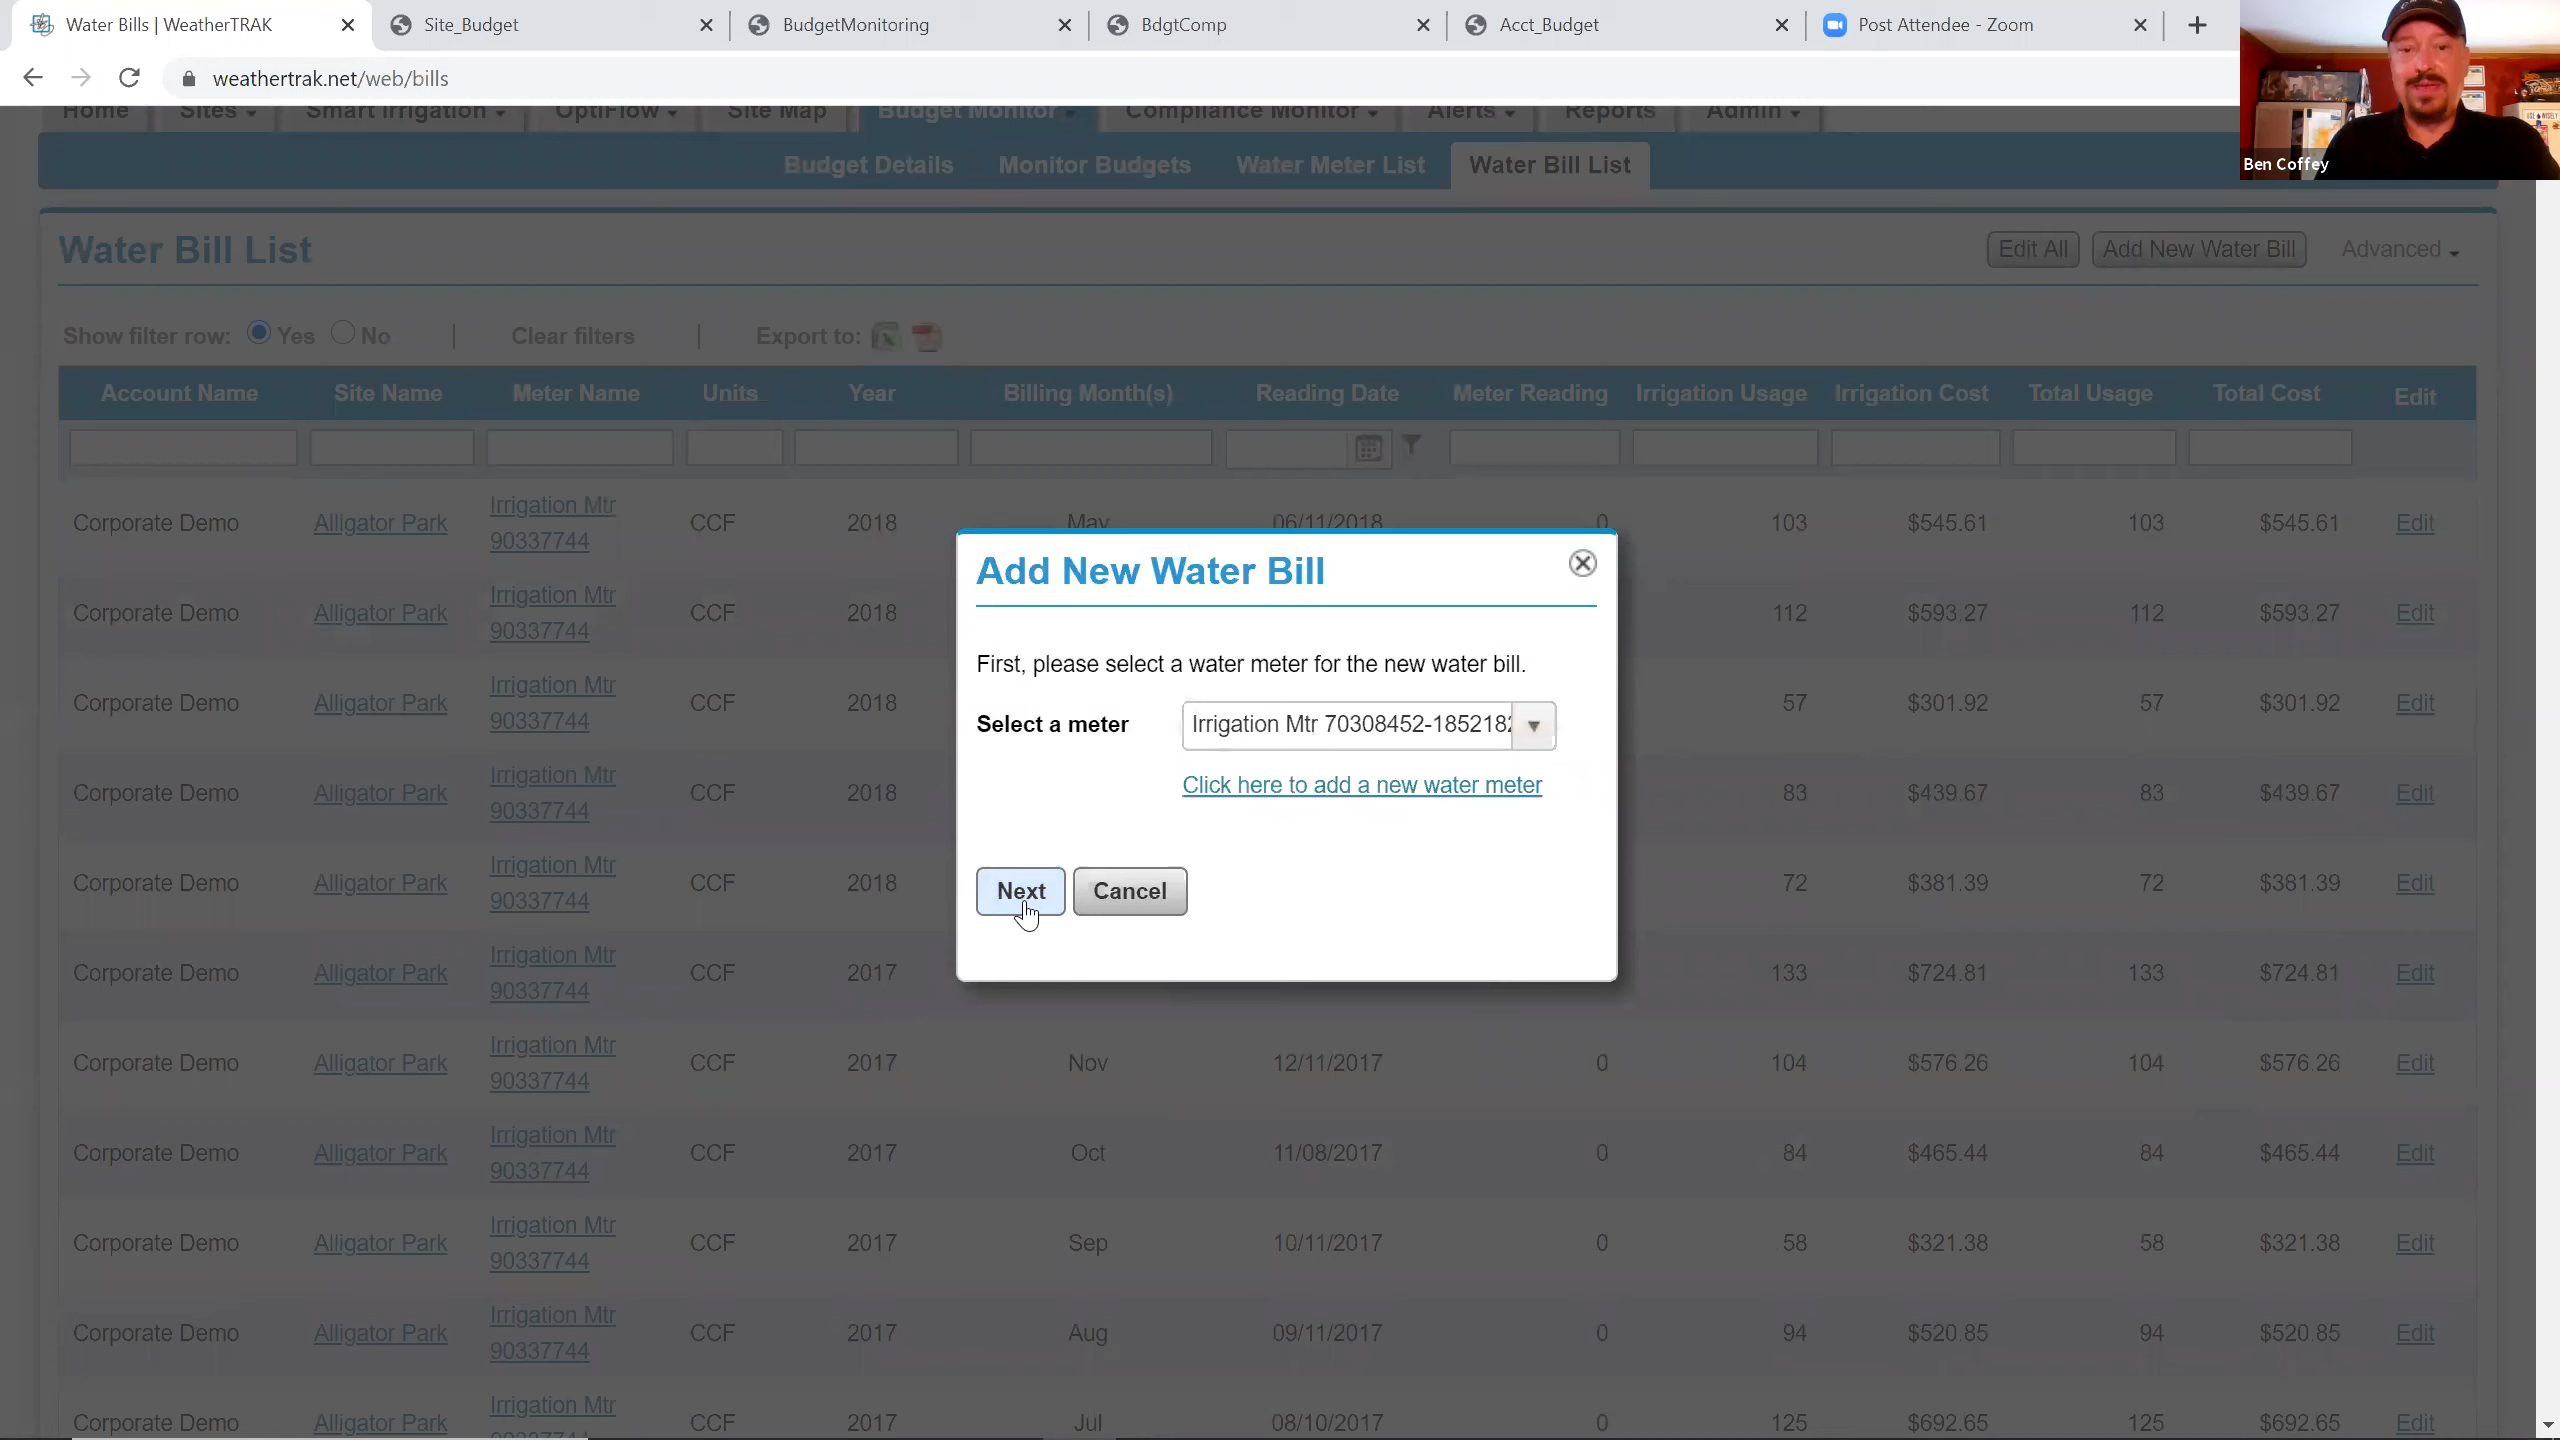 Water Bills | WeatherTRAK
Site_Budget
BudgetMonitoring
BdgtComp
Acct_Budget
Post Attendee - Zoom
weathertrak.net/web/bills
Ben Coffey
Home Sites Smart Irrigation OptiFlow Site Map Budget Monitor Compliance Monitor Alerts Reports Admin
Budget Details Monitor Budgets Water Meter List Water Bill List
Water Bill List
Edit All Add New Water Bill Advanced
Show filter row: Yes No | Clear filters | Export to:
Account Name Site Name Meter Name Units Year Billing Month(s) Reading Date Meter Reading Irrigation Usage Irrigation Cost Total Usage Total Cost Edit
Corporate Demo Alligator Park Irrigation Mtr 90337744 CCF 2018 May 06/11/2018 0 103 $545.61 103 $545.61 Edit
Corporate Demo Alligator Park Irrigation Mtr 90337744 CCF 2018 112 $593.27 112 $593.27 Edit
Corporate Demo Alligator Park Irrigation Mtr 90337744 CCF 2018 57 $301.92 57 $301.92 Edit
Corporate Demo Alligator Park Irrigation Mtr 90337744 CCF 2018 83 $439.67 83 $439.67 Edit
Corporate Demo Alligator Park Irrigation Mtr 90337744 CCF 2018 72 $381.39 72 $381.39 Edit
Corporate Demo Alligator Park Irrigation Mtr 90337744 CCF 2017 133 $724.81 133 $724.81 Edit
Corporate Demo Alligator Park Irrigation Mtr 90337744 CCF 2017 Nov 12/11/2017 0 104 $576.26 104 $576.26 Edit
Corporate Demo Alligator Park Irrigation Mtr 90337744 CCF 2017 Oct 11/08/2017 0 84 $465.44 84 $465.44 Edit
Corporate Demo Alligator Park Irrigation Mtr 90337744 CCF 2017 Sep 10/11/2017 0 58 $321.38 58 $321.38 Edit
Corporate Demo Alligator Park Irrigation Mtr 90337744 CCF 2017 Aug 09/11/2017 0 94 $520.85 94 $520.85 Edit
Corporate Demo Alligator Park Irrigation Mtr CCF 2017 Jul 08/10/2017 0 125 $692.65 125 $692.65 Edit
Add New Water Bill
First, please select a water meter for the new water bill.
Select a meter Irrigation Mtr 70308452-185218
Click here to add a new water meter
Next Cancel